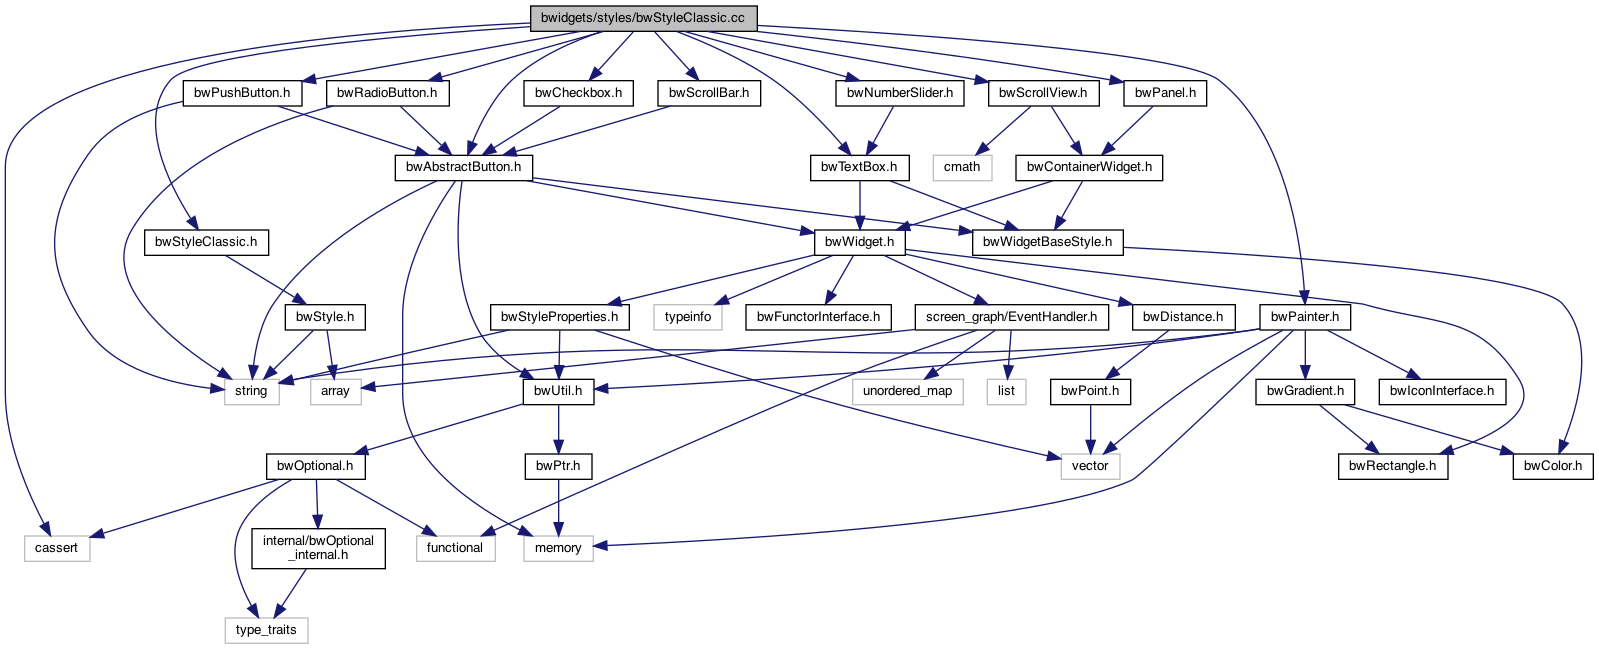 bwidgets/styles/bwStyleClassic.cc
bwPushButton.h
bwRadioButton.h
bwCheckbox.h
bwScrollBar.h
bwNumberSlider.h
bwScrollView.h
bwPanel.h
bwAbstractButton.h
bwTextBox.h
cmath
bwContainerWidget.h
bwStyleClassic.h
bwWidget.h
bwWidgetBaseStyle.h
bwStyle.h
bwStyleProperties.h
typeinfo
bwFunctorInterface.h
screen_graph/EventHandler.h
bwDistance.h
bwPainter.h
string
array
bwUtil.h
unordered_map
list
bwPoint.h
bwGradient.h
bwIconInterface.h
bwOptional.h
bwPtr.h
vector
bwRectangle.h
bwColor.h
cassert
internal/bwOptional
_internal.h
functional
memory
type_traits